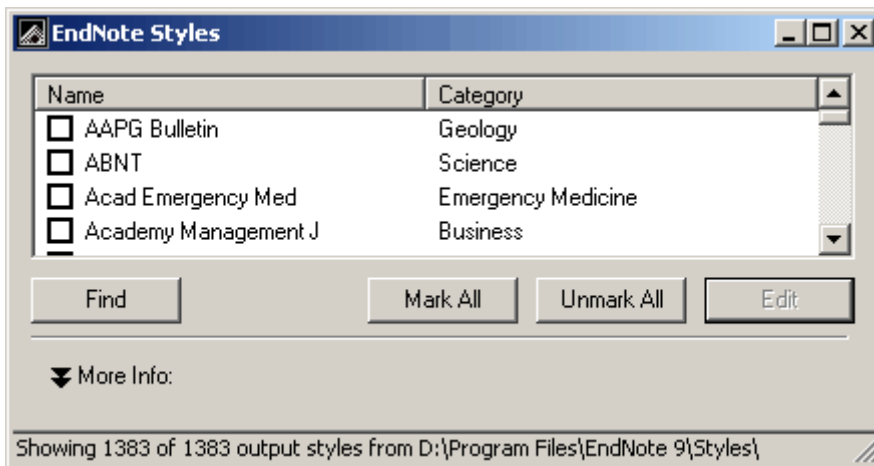 EndNote Styles
Name Category
AAPG Bulletin Geology
ABNT Science
Acad Emergency Med Emergency Medicine
Academy Management J Business
Find Mark All Unmark All Edit
More Info:
Showing 1383 of 1383 output styles from D:\Program Files\EndNote 9\Styles\